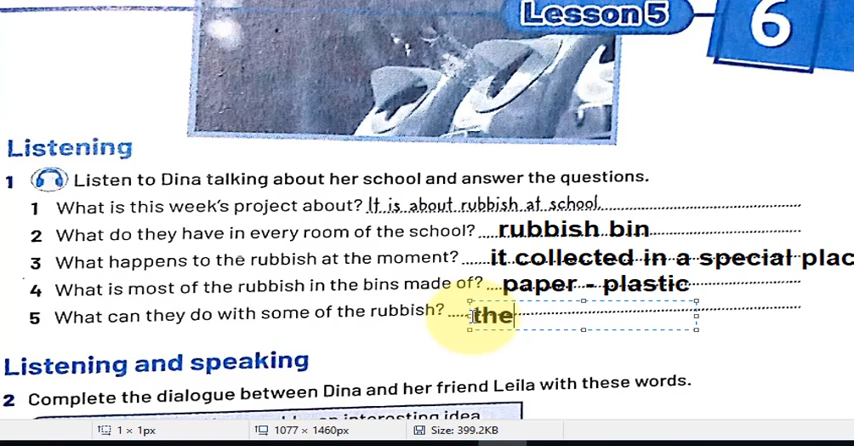 Lesson 5
6
Listening
1 Listen to Dina talking about her school and answer the questions.
1 What is this week's project about? It is about rubbish at school.
2 What do they have in every room of the school? rubbish bin
3 What happens to the rubbish at the moment? it collected in a special plac
4 What is most of the rubbish in the bins made of? paper - plastic
5 What can they do with some of the rubbish? the
Listening and speaking
2 Complete the dialogue between Dina and her friend Leila with these words.
interesting idea
1 × 1px 1077 × 1460px Size: 399.2KB